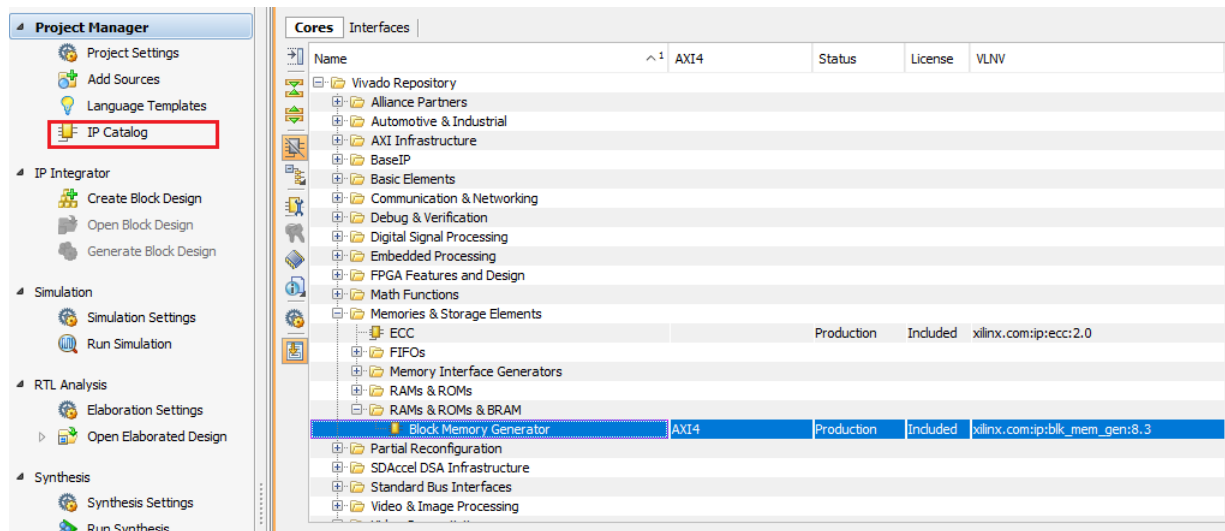 Project Manager
Project Settings
Add Sources
Language Templates
IP Catalog
IP Integrator
Create Block Design
Open Block Design
Generate Block Design
Simulation
Simulation Settings
Run Simulation
RTL Analysis
Elaboration Settings
Open Elaborated Design
Synthesis
Synthesis Settings
Run Synthesis
Cores Interfaces
Name 1 AXI4 Status License VLNV
Vivado Repository
Alliance Partners
Automotive & Industrial
AXI Infrastructure
BaseIP
Basic Elements
Communication & Networking
Debug & Verification
Digital Signal Processing
Embedded Processing
FPGA Features and Design
Math Functions
Memories & Storage Elements
ECC Production Included xilinx.com:ip:ecc:2.0
FIFOs
Memory Interface Generators
RAMs & ROMs
RAMs & ROMs & BRAM
Block Memory Generator AXI4 Production Included xilinx.com:ip:blk_mem_gen:8.3
Partial Reconfiguration
SDAccel DSA Infrastructure
Standard Bus Interfaces
Video & Image Processing